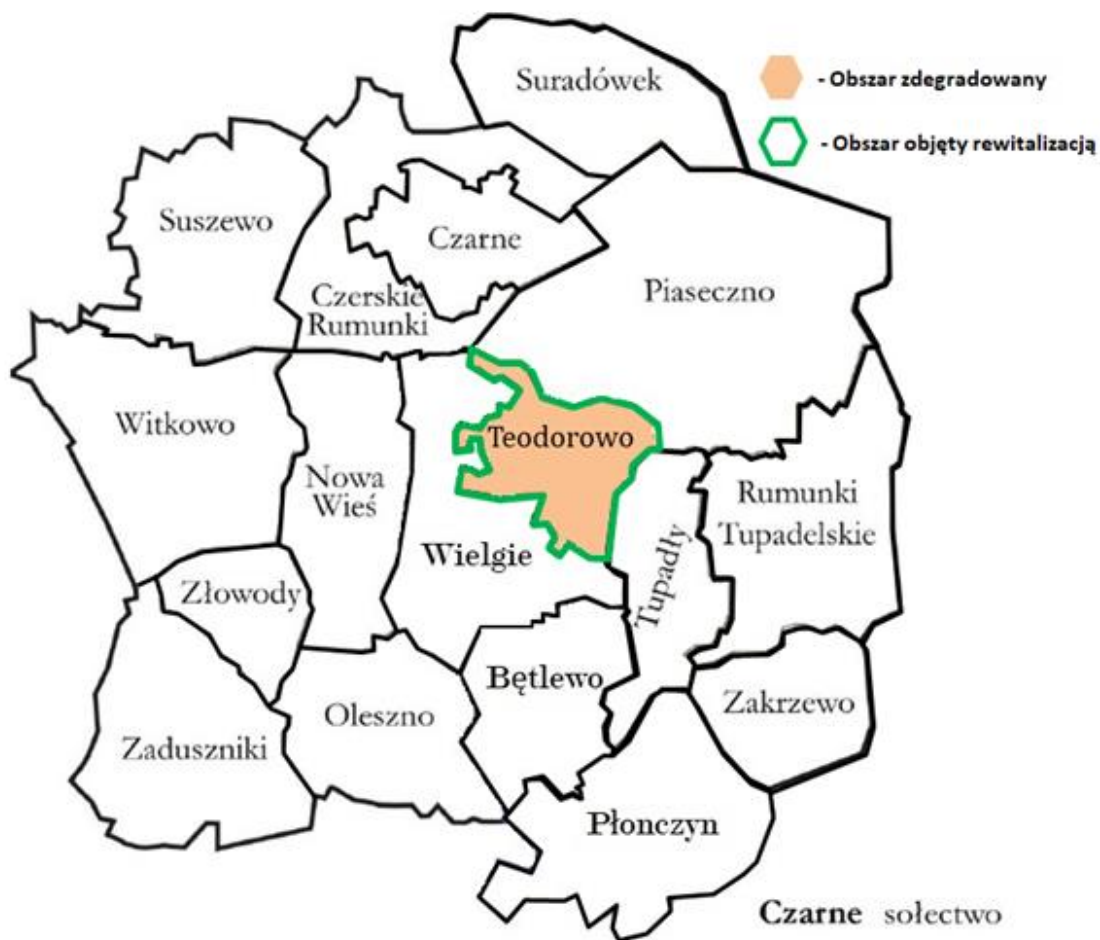 Suradówek
- Obszar zdegradowany
- Obszar objęty rewitalizacją
Suszewo
Czarne
Piaseczno
Czerskie
Rumunki
Witkowo
Teodorowo
Nowa
Wieś
Rumunki
Tupadelskie
Wielgie
Tupadły
Złowody
Bętlewo
Zakrzewo
Oleszno
Zaduszniki
Płonczyn
Czarne sołectwo